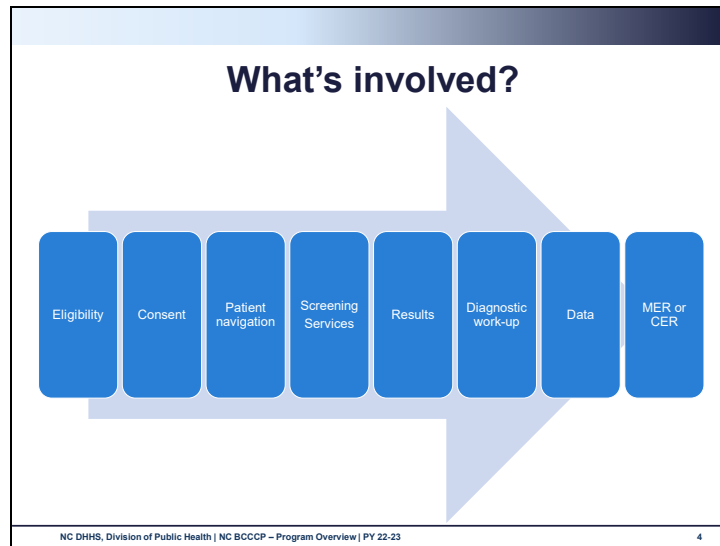 What's involved?
Eligibility
Consent
Patient
navigation
Screening
Services
Results
Diagnostic
work-up
Data
MER or
CER
NC DHHS, Division of Public Health | NC BCCCP – Program Overview | PY 22-23
4